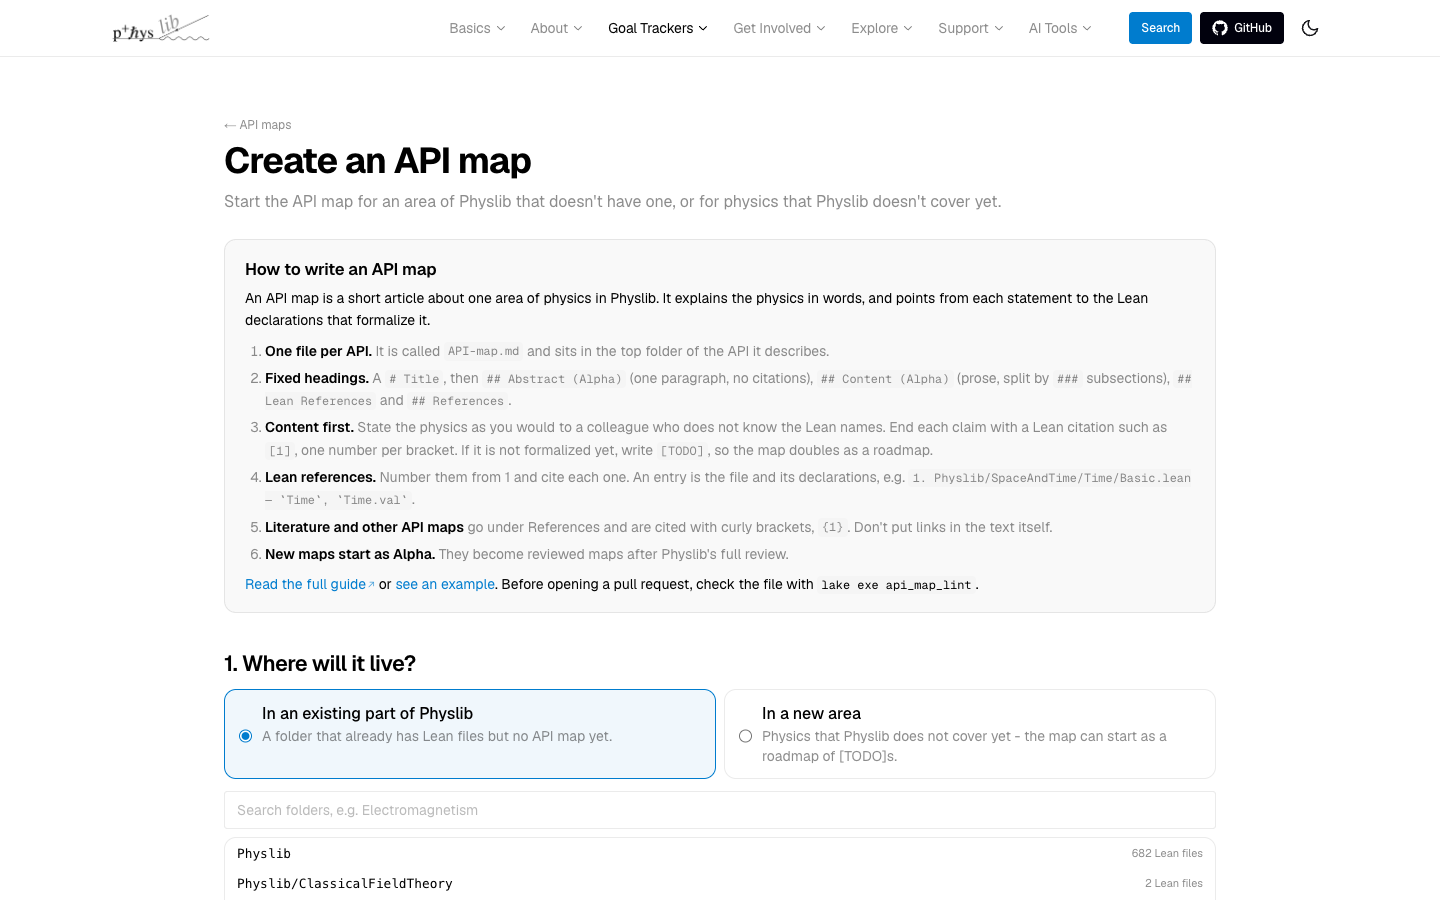 p↑hys lib
Basics
About
Goal Trackers
Get Involved
Explore
Support
AI Tools
Search
GitHub
← API maps
Create an API map
Start the API map for an area of Physlib that doesn't have one, or for physics that Physlib doesn't cover yet.
How to write an API map
An API map is a short article about one area of physics in Physlib. It explains the physics in words, and points from each statement to the Lean
declarations that formalize it.
1. One file per API. It is called API-map.md and sits in the top folder of the API it describes.
2. Fixed headings. A # Title, then ## Abstract (Alpha) (one paragraph, no citations), ## Content (Alpha) (prose, split by ### subsections), ##
Lean References and ## References.
3. Content first. State the physics as you would to a colleague who does not know the Lean names. End each claim with a Lean citation such as
[i], one number per bracket. If it is not formalized yet, write [TODO], so the map doubles as a roadmap.
4. Lean references. Number them from 1 and cite each one. An entry is the file and its declarations, e.g. 1. Physlib/SpaceAndTime/Time/Basic.lean
— `Time`, `Time.val`.
5. Literature and other API maps go under References and are cited with curly brackets, {i}. Don't put links in the text itself.
6. New maps start as Alpha. They become reviewed maps after Physlib's full review.
Read the full guide↗ or see an example. Before opening a pull request, check the file with lake exe api_map_lint.
1. Where will it live?
In an existing part of Physlib
A folder that already has Lean files but no API map yet.
In a new area
Physics that Physlib does not cover yet - the map can start as a
roadmap of [TODO]s.
Search folders, e.g. Electromagnetism
Physlib
682 Lean files
Physlib/ClassicalFieldTheory
2 Lean files